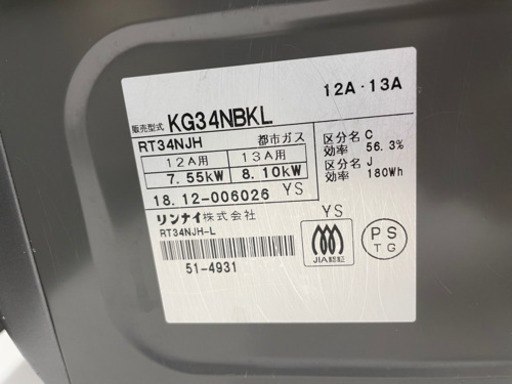 12A・13A
販売型式 KG34NBKL
RT34NJH 都市ガス
12A用 13A用
7.55kW 8.10kW
区分名 C
効率 56.3%
区分名 J
効率 180Wh
18.12-006026 YS
リンナイ株式会社
RT34NJH-L
YS
JIA認証
PS
TG
51-4931